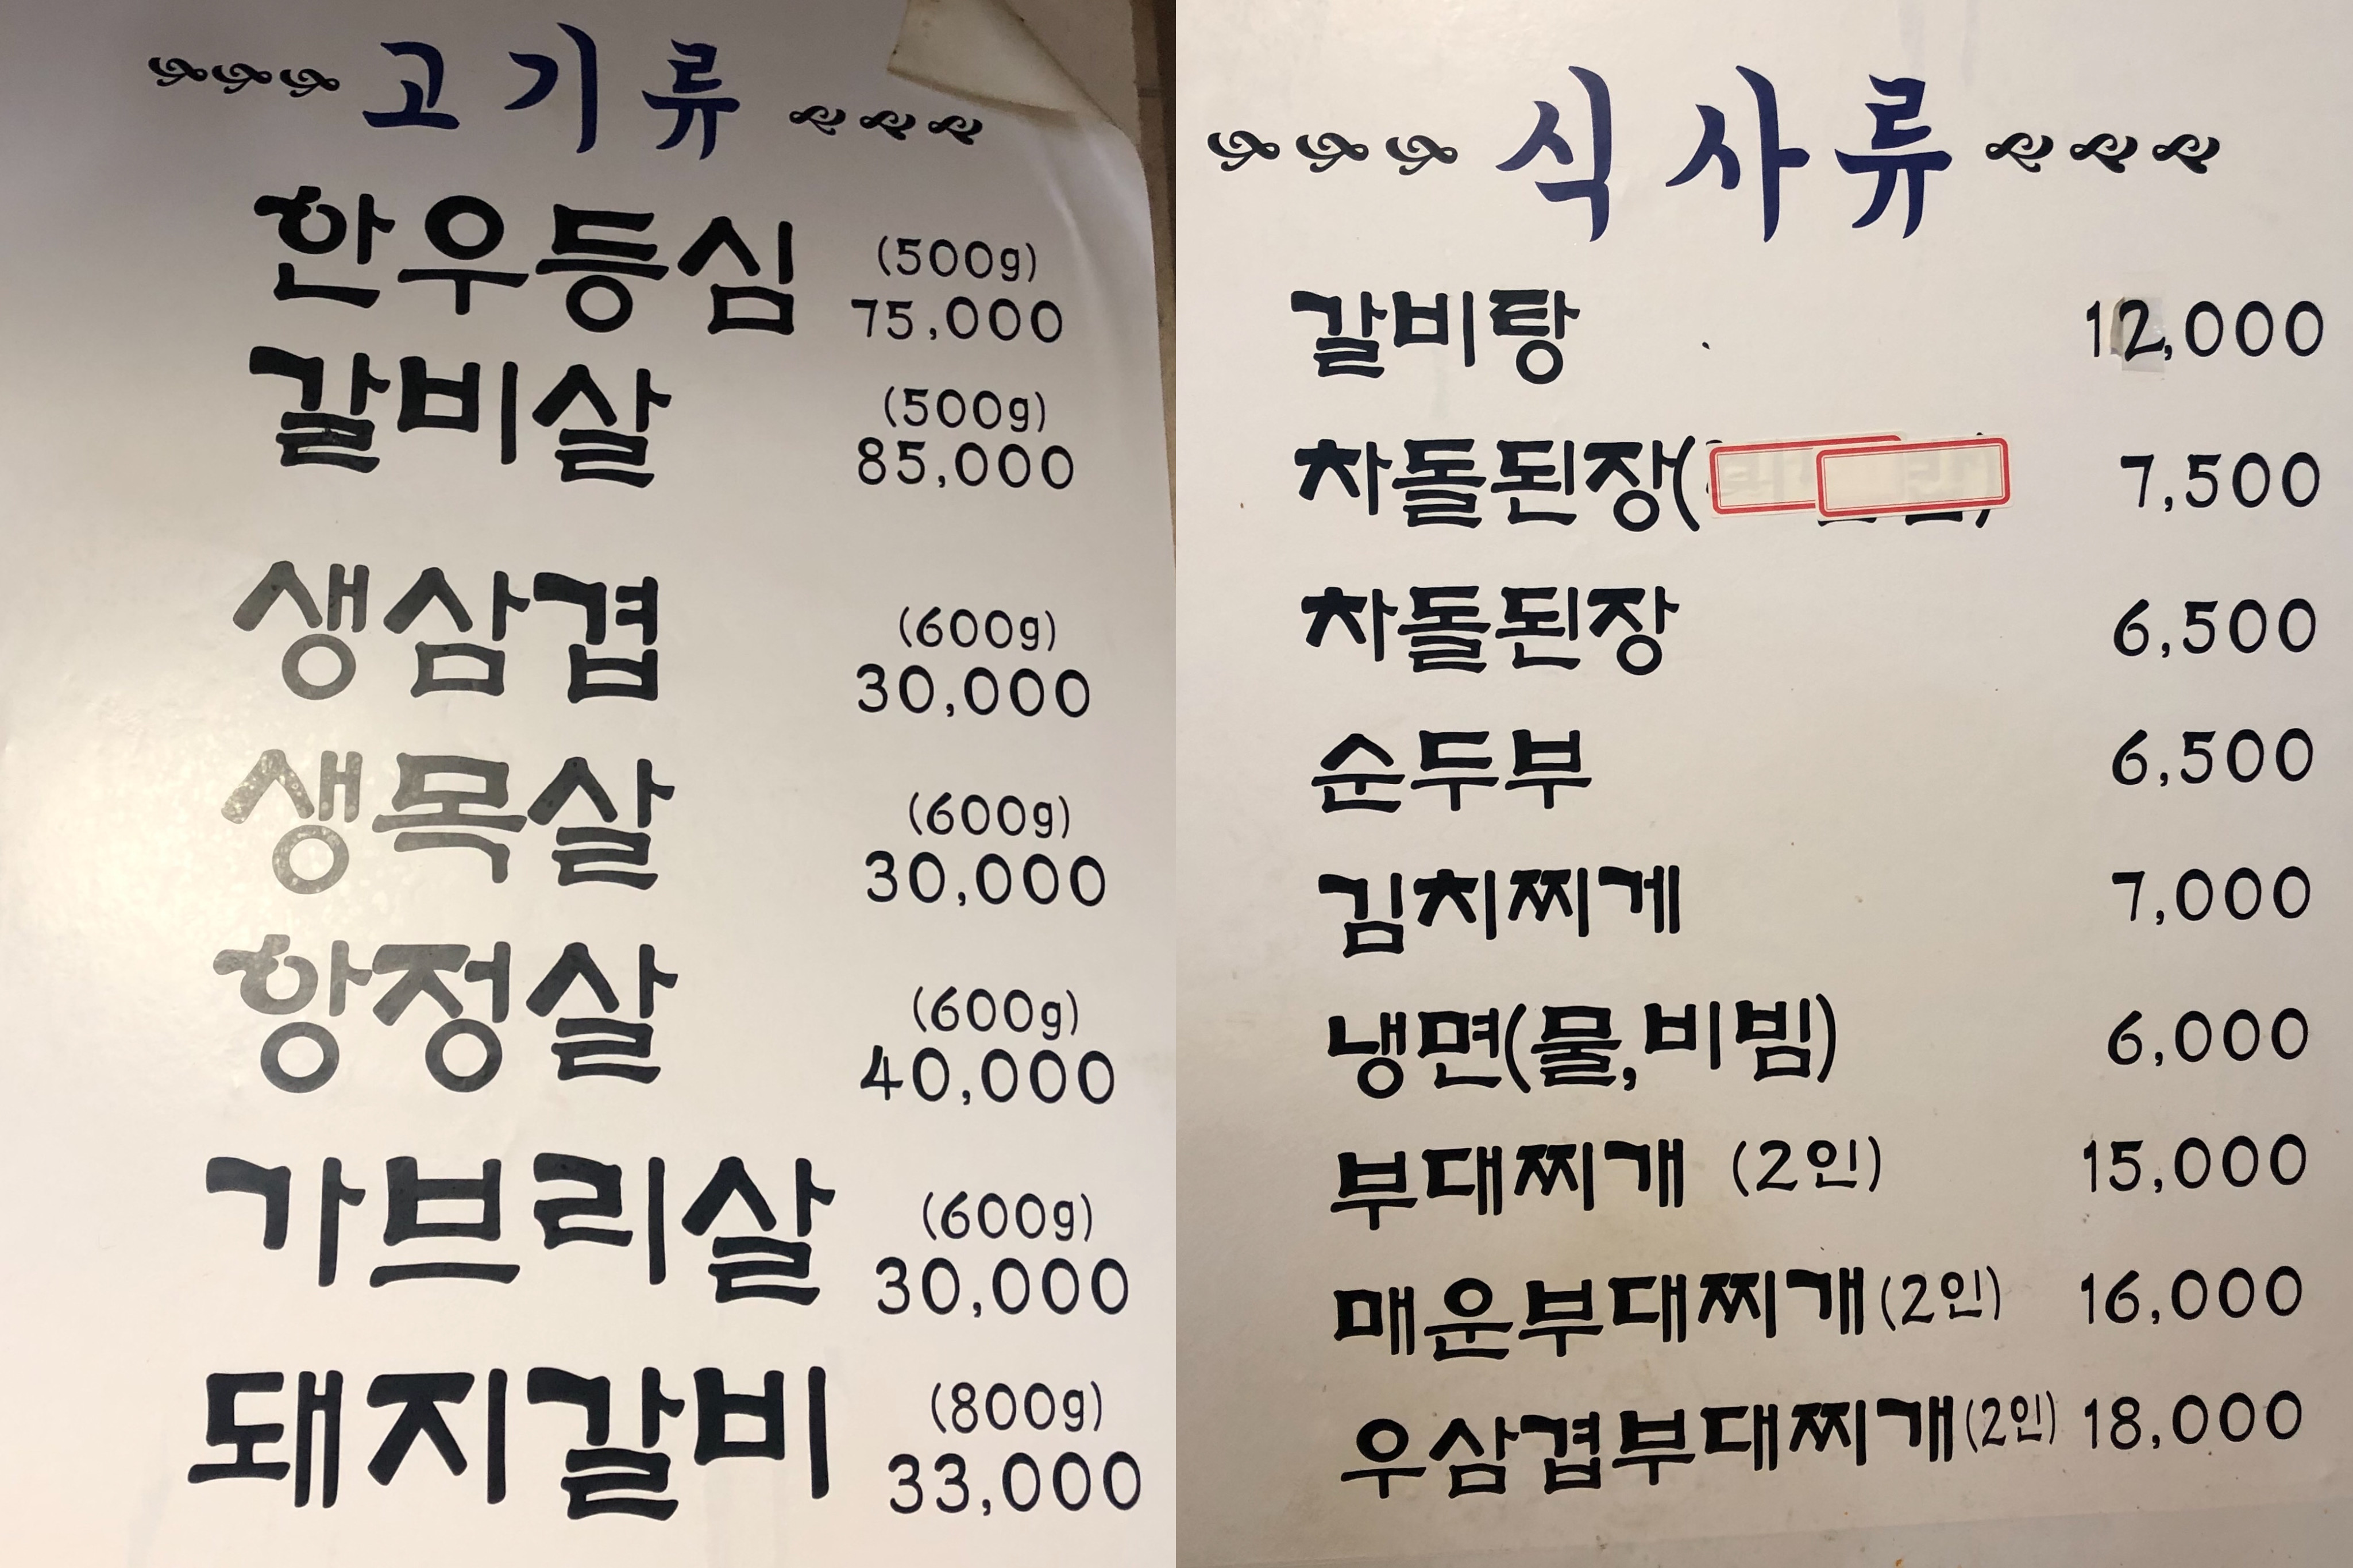 고기류
한우등심 (500g)
75,000
갈비살 (500g)
85,000
생삼겹 (600g)
30,000
생목살 (600g)
30,000
항정살 (600g)
40,000
가브리살 (600g)
30,000
돼지갈비 (800g)
33,000
식사류
갈비탕 12,000
차돌된장( 7,500
차돌된장 6,500
순두부 6,500
김치찌게 7,000
냉면(물,비빔) 6,000
부대찌개 (2인) 15,000
매운부대찌개(2인) 16,000
우삼겹부대찌개(2인) 18,000